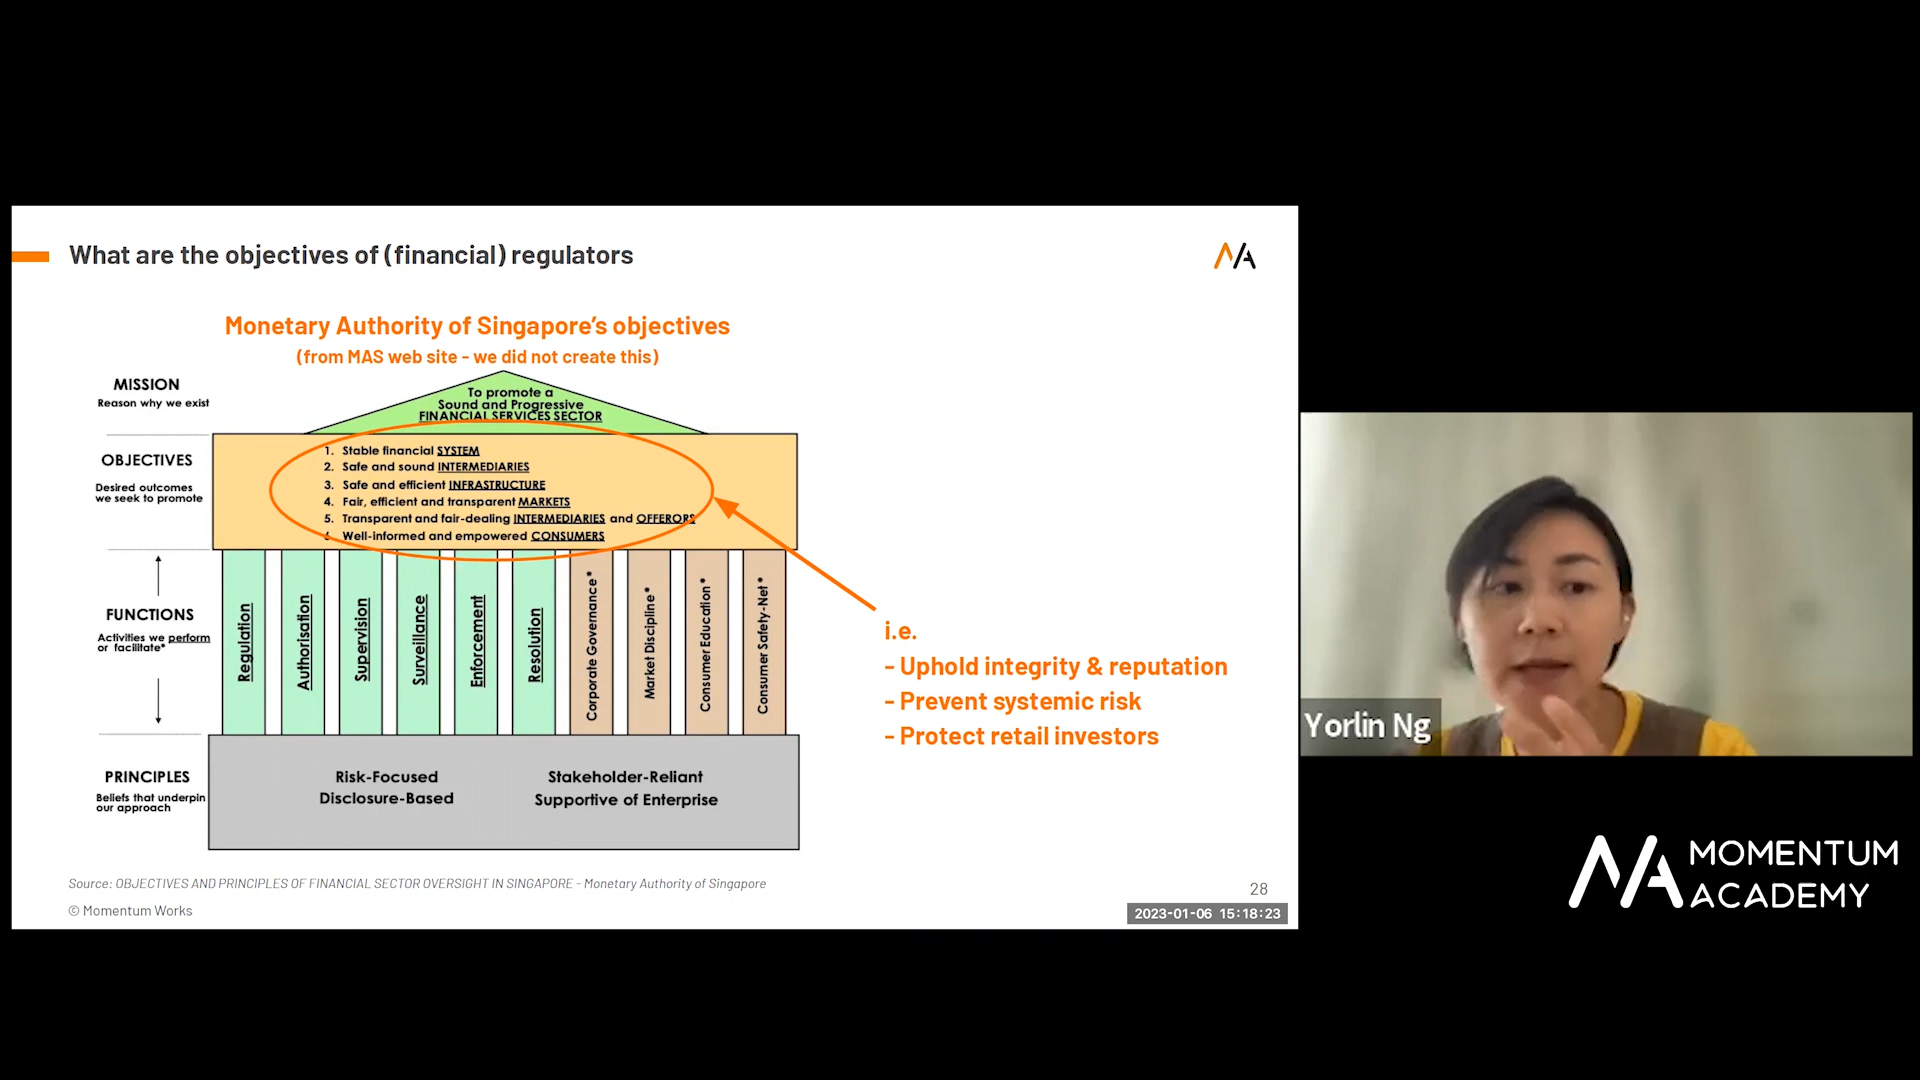 What are the objectives of (financial) regulators
Monetary Authority of Singapore's objectives
(from MAS web site - we did not create this)
MISSION
Reason why we exist
To promote a
Sound and Progressive
FINANCIAL SERVICES SECTOR
OBJECTIVES
Desired outcomes
we seek to promote
1. Stable financial SYSTEM
2. Safe and sound INTERMEDIARIES
3. Safe and efficient INFRASTRUCTURE
4. Fair, efficient and transparent MARKETS
5. Transparent and fair-dealing INTERMEDIARIES and OFFERORS
6. Well-informed and empowered CONSUMERS
FUNCTIONS
Activities we perform
or facilitate*
Regulation
Authorisation
Supervision
Surveillance
Enforcement
Resolution
Corporate Governance*
Market Discipline*
Consumer Education*
Consumer Safety-Net*
i.e.
- Uphold integrity & reputation
- Prevent systemic risk
- Protect retail investors
PRINCIPLES
Beliefs that underpin
our approach
Risk-Focused
Disclosure-Based
Stakeholder-Reliant
Supportive of Enterprise
Source: OBJECTIVES AND PRINCIPLES OF FINANCIAL SECTOR OVERSIGHT IN SINGAPORE - Monetary Authority of Singapore
28
© Momentum Works
2023-01-06 15:18:23
Yorlin Ng
MOMENTUM
ACADEMY